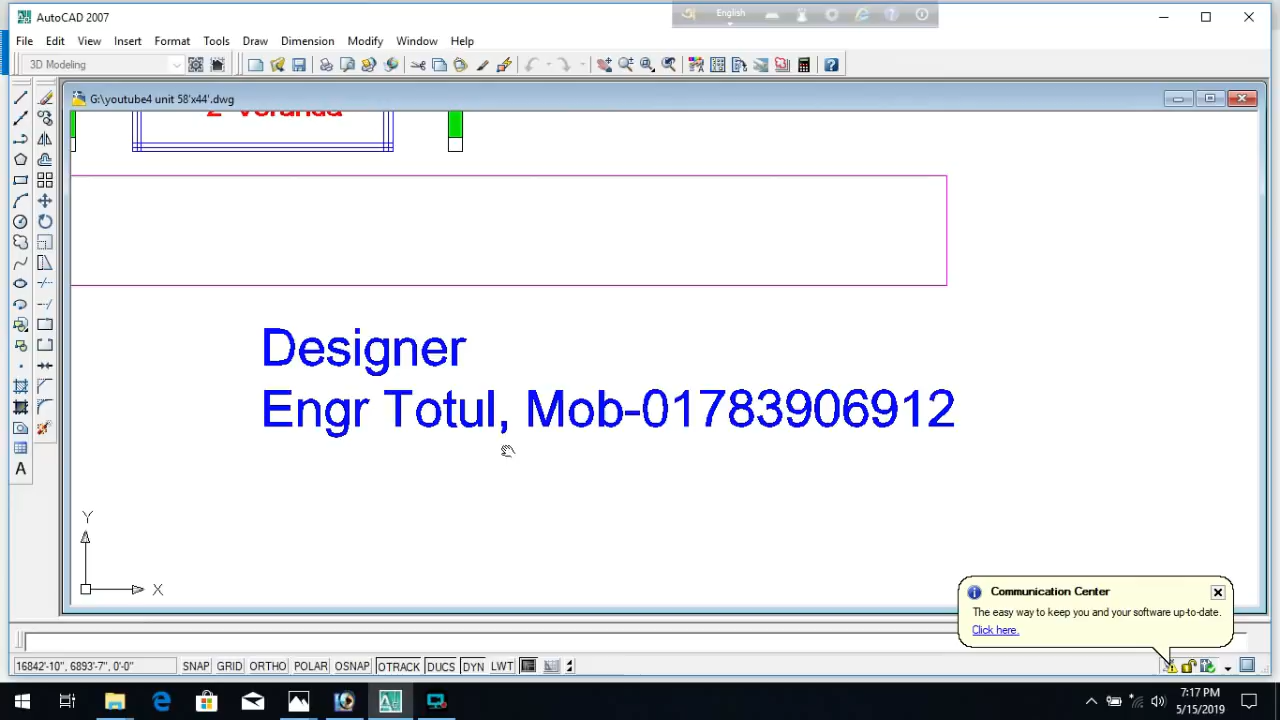 AutoCAD 2007
English
File Edit View Insert Format Tools Draw Dimension Modify Window Help
3D Modeling
G:\youtube4 unit 58'x44'.dwg
Designer
Engr Totul, Mob-01783906912
Y
X
Communication Center
The easy way to keep you and your software up-to-date.
Click here.
16842'-10", 6893'-7", 0'-0" SNAP GRID ORTHO POLAR OSNAP OTRACK DUCS DYN LWT
7:17 PM
5/15/2019